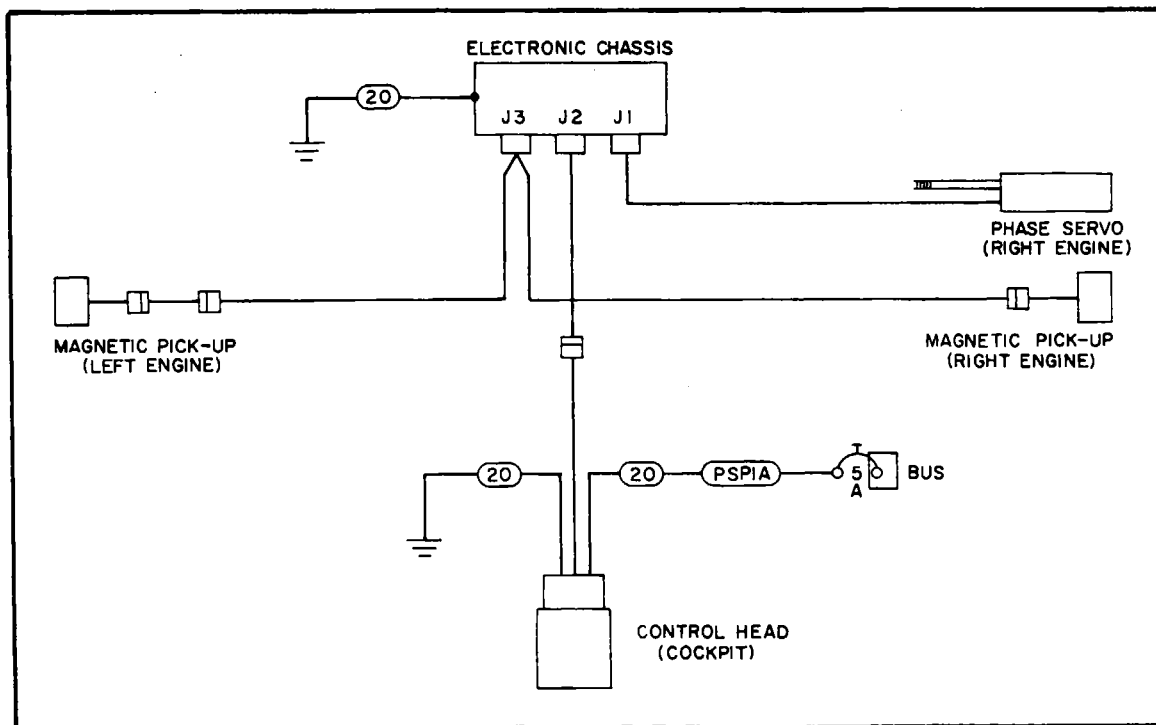 ELECTRONIC CHASSIS
20
J3 J2 J1
PHASE SERVO
(RIGHT ENGINE)
MAGNETIC PICK-UP
(LEFT ENGINE)
MAGNETIC PICK-UP
(RIGHT ENGINE)
20
20
PSP1A
5
A
BUS
CONTROL HEAD
(COCKPIT)